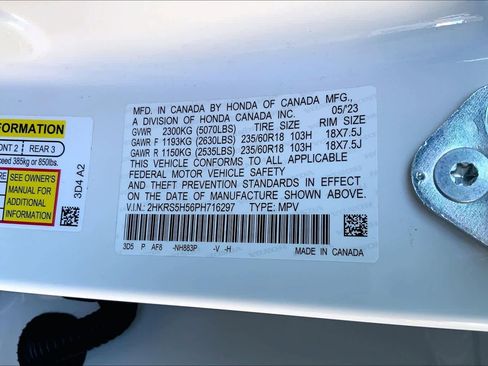 MFD. IN CANADA BY HONDA OF CANADA MFG., 05/23
A DIVISION OF HONDA CANADA INC.
GVWR 2300KG (5070LBS) TIRE SIZE RIM SIZE
GAWR F 1193KG (2630LBS) 235/60R18 103H 18X7.5J
GAWR R 1150KG (2535LBS) 235/60R18 103H 18X7.5J
THIS VEHICLE CONFORMS TO ALL APPLICABLE
FEDERAL MOTOR VEHICLE SAFETY
AND THEFT PREVENTION STANDARDS IN EFFECT
ON THE DATE OF MANUFACTURE SHOWN ABOVE.
V.I.N.: 2HKRS5H56PH716297 TYPE: MPV
3D5 P AF8 -NH883P -V -H MADE IN CANADA
FORMATION
ONT 2 REAR 3
ceed 385kg or 850lbs.
SEE OWNER'S
MANUAL FOR
ADDITIONAL
INFORMATION
3D4 A2